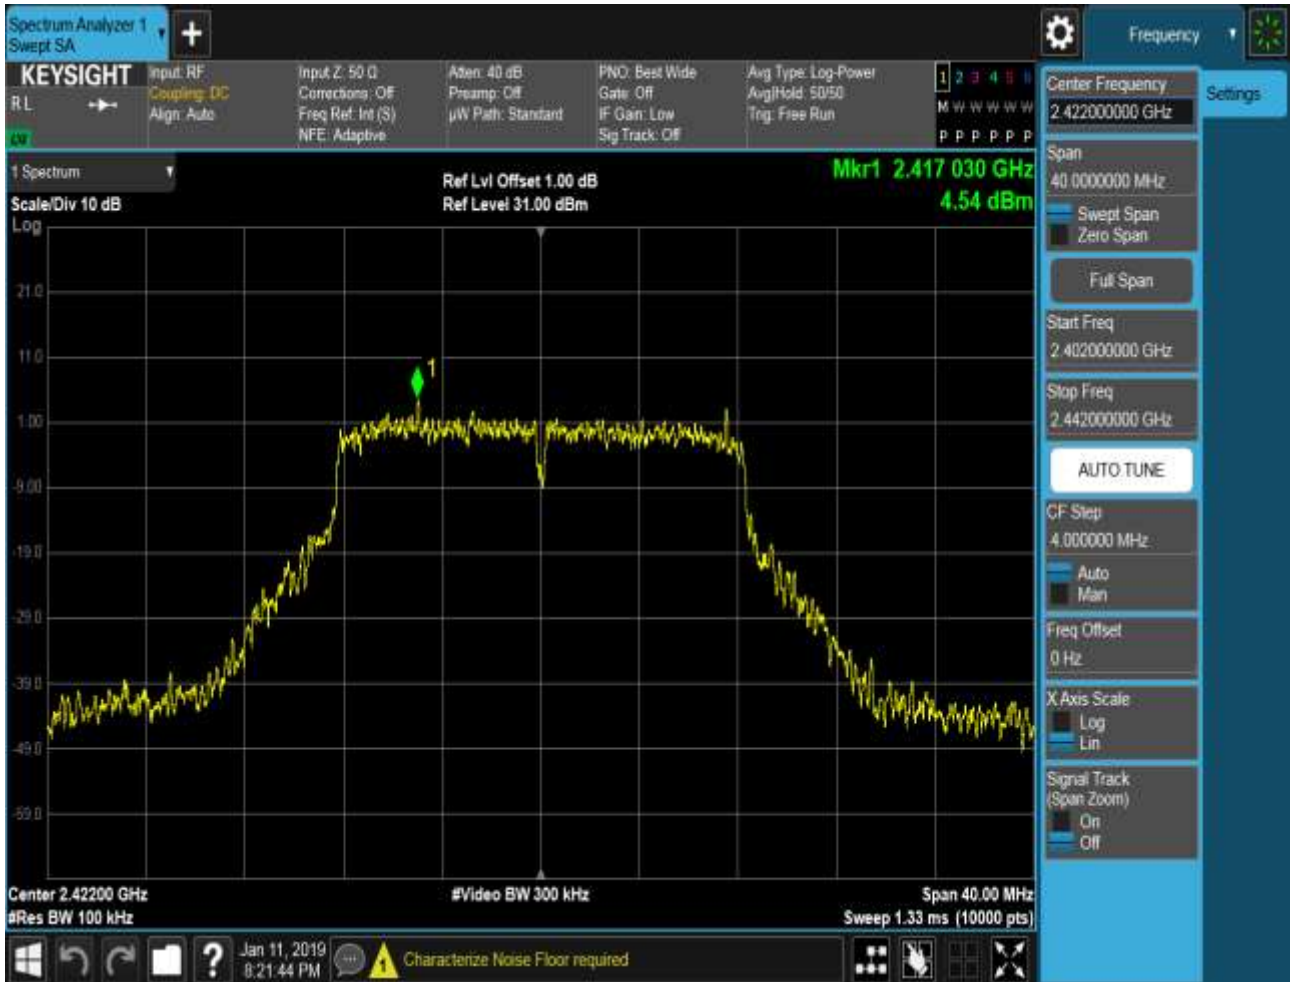 Spectrum Analyzer 1
Swept SA
+
Frequency
KEYSIGHT
RL
LW
Input: RF
Coupling: DC
Align: Auto
Input Z: 50 Ω
Corrections: Off
Freq Ref: Int (S)
NFE: Adaptive
Atten: 40 dB
Preamp: Off
µW Path: Standard
PNO: Best Wide
Gate: Off
IF Gain: Low
Sig Track: Off
Avg Type: Log-Power
Avg|Hold: 50/50
Trig: Free Run
1 2 3 4 5 6
M W W W W W
P P P P P P
1 Spectrum
Scale/Div 10 dB
Log
Ref Lvl Offset 1.00 dB
Ref Level 31.00 dBm
Mkr1 2.417 030 GHz
4.54 dBm
21.0
11.0
1.00
-9.00
-19.0
-29.0
-39.0
-49.0
-59.0
1
Center 2.42200 GHz
#Res BW 100 kHz
#Video BW 300 kHz
Span 40.00 MHz
Sweep 1.33 ms (10000 pts)
Center Frequency
2.422000000 GHz
Settings
Span
40.0000000 MHz
Swept Span
Zero Span
Full Span
Start Freq
2.402000000 GHz
Stop Freq
2.442000000 GHz
AUTO TUNE
CF Step
4.000000 MHz
Auto
Man
Freq Offset
0 Hz
X Axis Scale
Log
Lin
Signal Track
(Span Zoom)
On
Off
?
Jan 11, 2019
8:21:44 PM
1
Characterize Noise Floor required